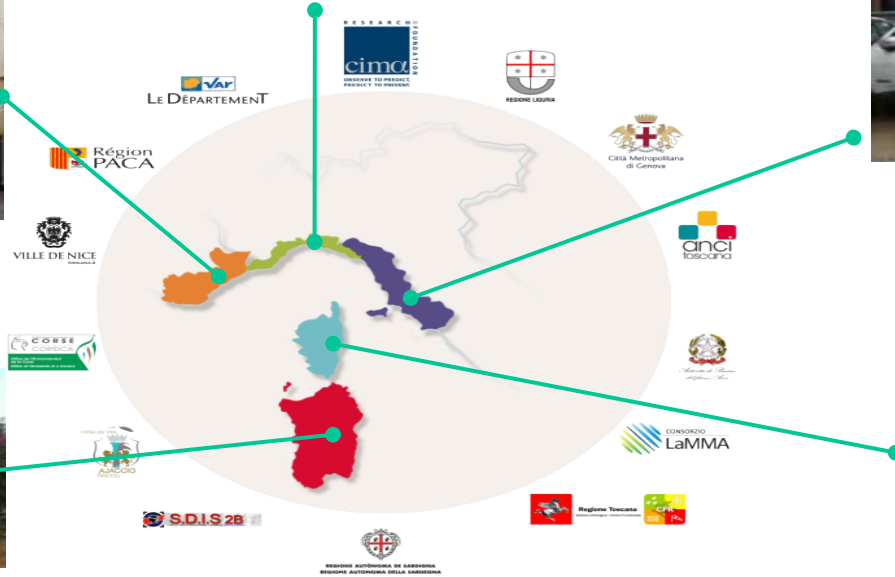 RESEARCH
FOUNDATION
cima
OBSERVE TO PREDICT,
PREDICT TO PREVENT.
REGIONE LIGURIA
Var
LE DÉPARTEMENT
Région
PACA
Città Metropolitana
di Genova
VILLE DE NICE
anci
toscana
CORSE
CORSICA
CONSORZIO
LaMMA
AJACCIO
Regione Toscana
CFR
S.D.I.S 2B
REGIONE AUTÒNOMA DE SARDIGNA
REGIONE AUTONOMA DELLA SARDEGNA